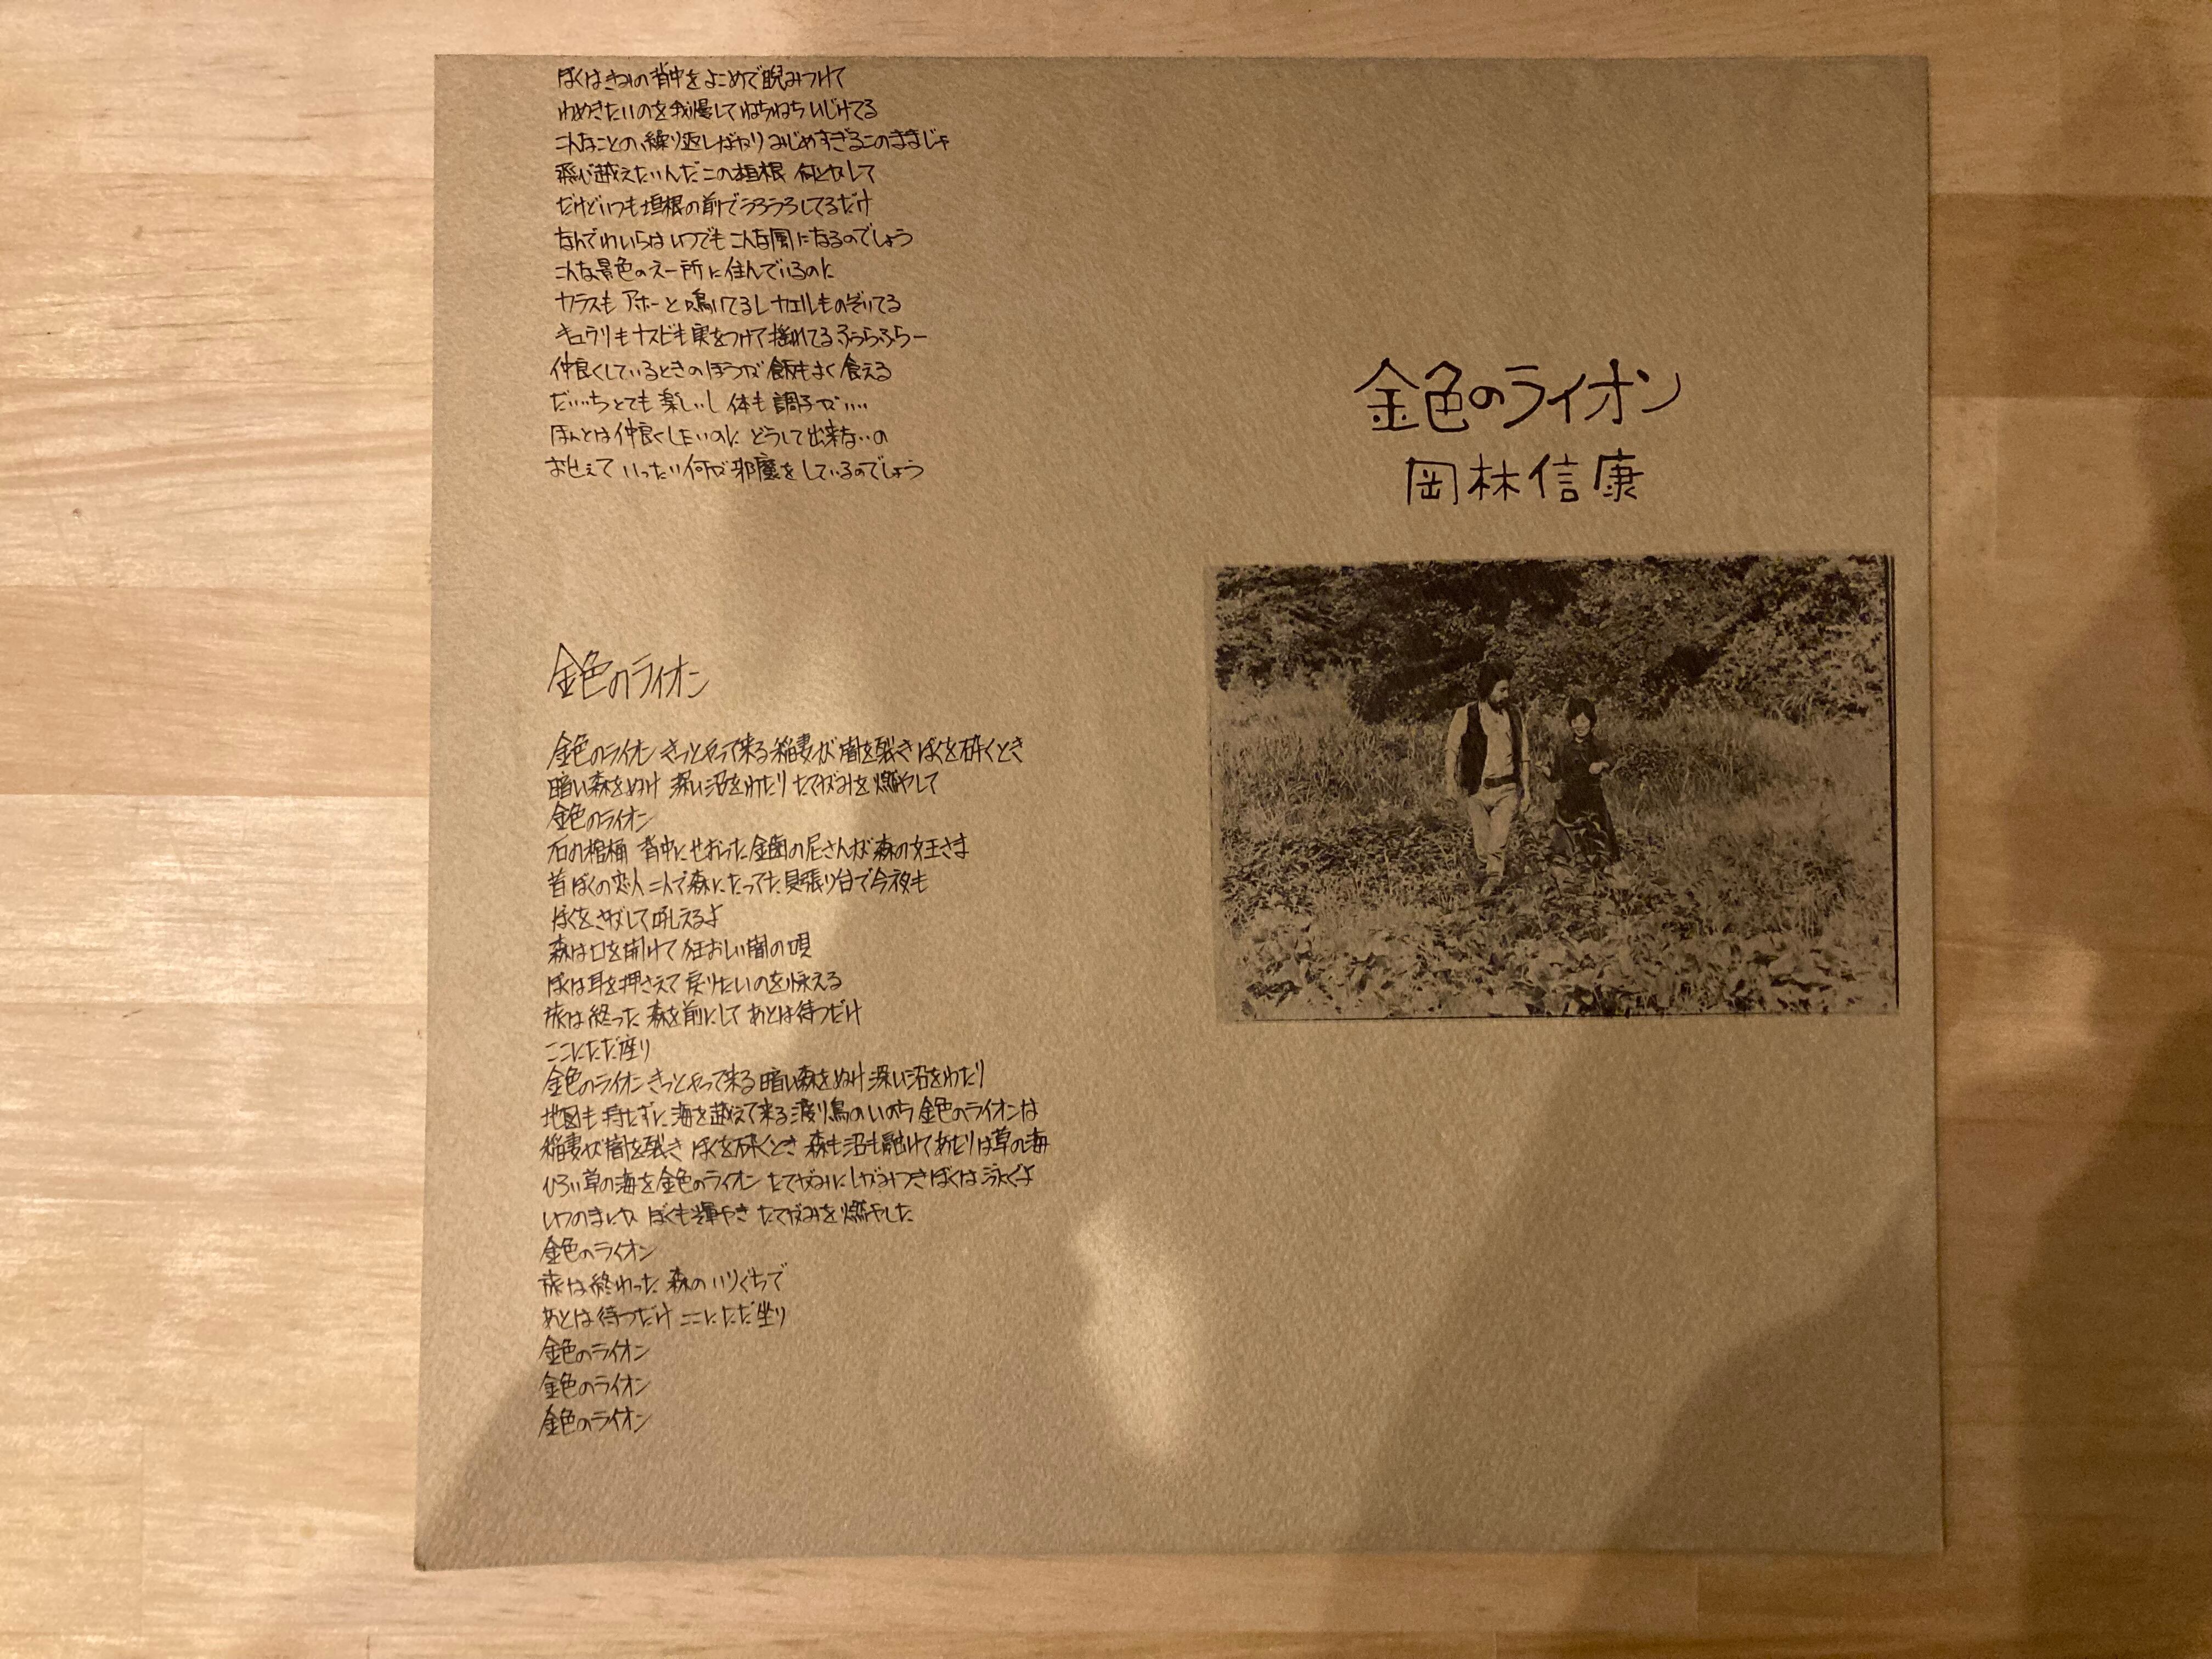 ぼくはきみの背中をよこめで睨みつけて
わめきたいのを我慢してねちねちいじけてる
こんなことの繰り返しばかり みじめすぎるこのままじゃ
飛び越えたいんだこの垣根 何とかして
だけどいつも垣根の前でうろうろしてるだけ
なんでわいらはいつでもこんな風になるのでしょう
こんな景色のえー所に住んでいるのに
カラスもアホーと鳴いてるし カエルものぞいてる
キュウリもナスビも実をつけて揺れてる ふうらふらー
仲良くしているときのほうが飯もよく食える
だいいちとても楽しいし 体も調子がいい
ほんとは仲良くしたいのに どうして出来ないの
おせえて いったい何が邪魔をしているのでしょう
金色のライオン
金色のライオン きっとやって来る 稲妻が闇を裂き ぼくを砕くとき
暗い森をぬけ 深い沼をわたり たてがみを燃やして
金色のライオン
石の棺桶 背中にせおった 金歯の尼さんが森の女王さま
昔ぼくの恋人 二人で森にたってた 見張り台で今夜も
ぼくをさがして吼えるよ
森は口を開けて 狂おしい闇の唄
ぼくは耳を押さえて 戻りたいのを怺える
旅は終った 森を前にして あとは待つだけ
ここにただ座り
金色のライオン きっとやって来る 暗い森をぬけ 深い沼をわたり
地図も持たずに 海を越えて来る 渡り鳥のいのち 金色のライオンは
稲妻が闇を裂き ぼくを砕くとき 森も沼も融けて あたりは草の海
ひろい草の海を 金色のライオン たてがみにしがみつき ぼくは泳ぐよ
いつのまにか ぼくも輝やき たてがみを燃やした
金色のライオン
旅は終わった 森のいりぐちで
あとは待つだけ ここにただ坐り
金色のライオン
金色のライオン
金色のライオン
金色のライオン
岡林信康